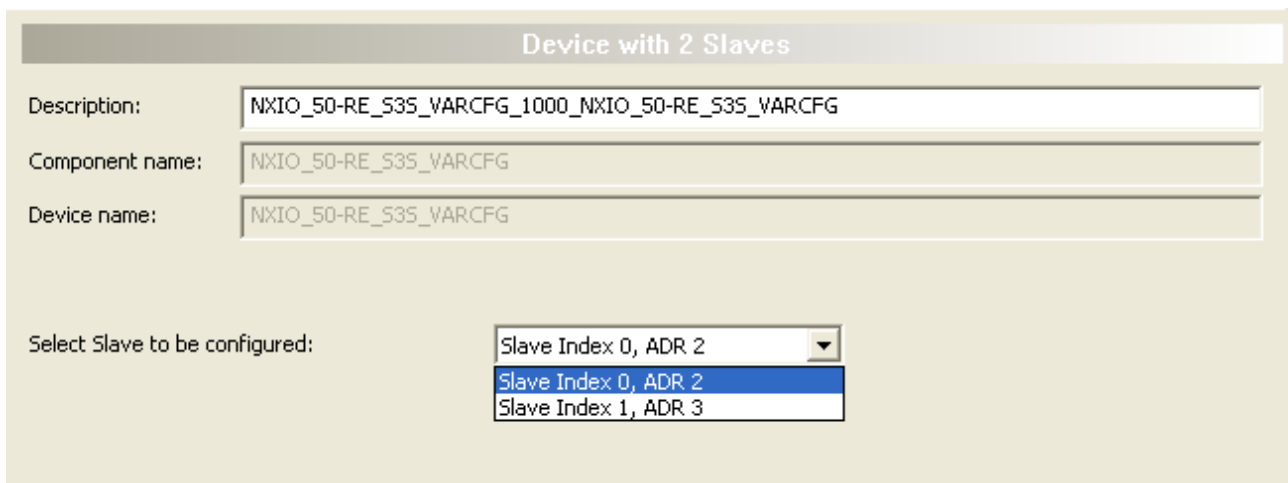 Device with 2 Slaves
Description: NXIO_50-RE_S3S_VARCFG_1000_NXIO_50-RE_S3S_VARCFG
Component name: NXIO_50-RE_S3S_VARCFG
Device name: NXIO_50-RE_S3S_VARCFG
Select Slave to be configured: Slave Index 0, ADR 2
Slave Index 0, ADR 2
Slave Index 1, ADR 3